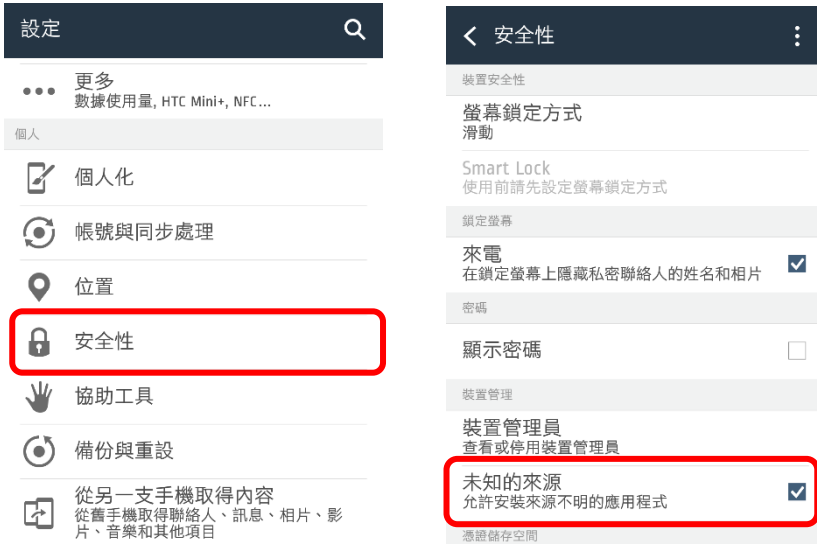 設定
更多
數據使用量, HTC Mini+, NFC...
個人
個人化
帳號與同步處理
位置
安全性
協助工具
備份與重設
從另一支手機取得內容
從舊手機取得聯絡人、訊息、相片、影
片、音樂和其他項目
安全性
裝置安全性
螢幕鎖定方式
滑動
Smart Lock
使用前請先設定螢幕鎖定方式
鎖定螢幕
來電
在鎖定螢幕上隱藏私密聯絡人的姓名和相片
密碼
顯示密碼
裝置管理
裝置管理員
查看或停用裝置管理員
未知的來源
允許安裝來源不明的應用程式
憑證儲存空間